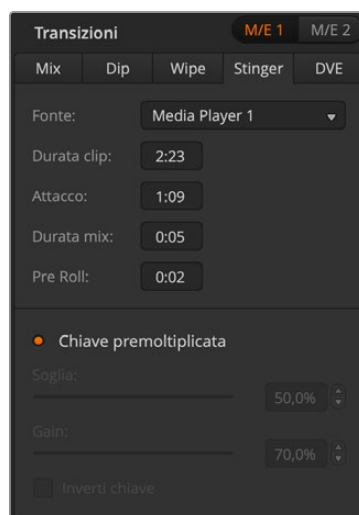 Transizioni M/E 1 M/E 2
Mix Dip Wipe Stinger DVE
Fonte: Media Player 1
Durata clip: 2:23
Attacco: 1:09
Durata mix: 0:05
Pre Roll: 0:02
Chiave premoltiplicata
Soglia:
50,0%
Gain:
70,0%
Inverti chiave